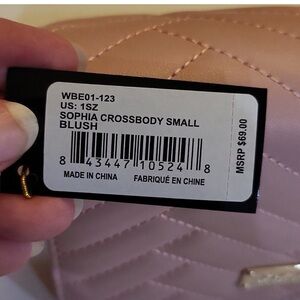 WBE01-123
US: 1SZ
SOPHIA CROSSBODY SMALL
BLUSH
8 43447 10524 8
MADE IN CHINA FABRIQUÉ EN CHINE
MSRP $69.00